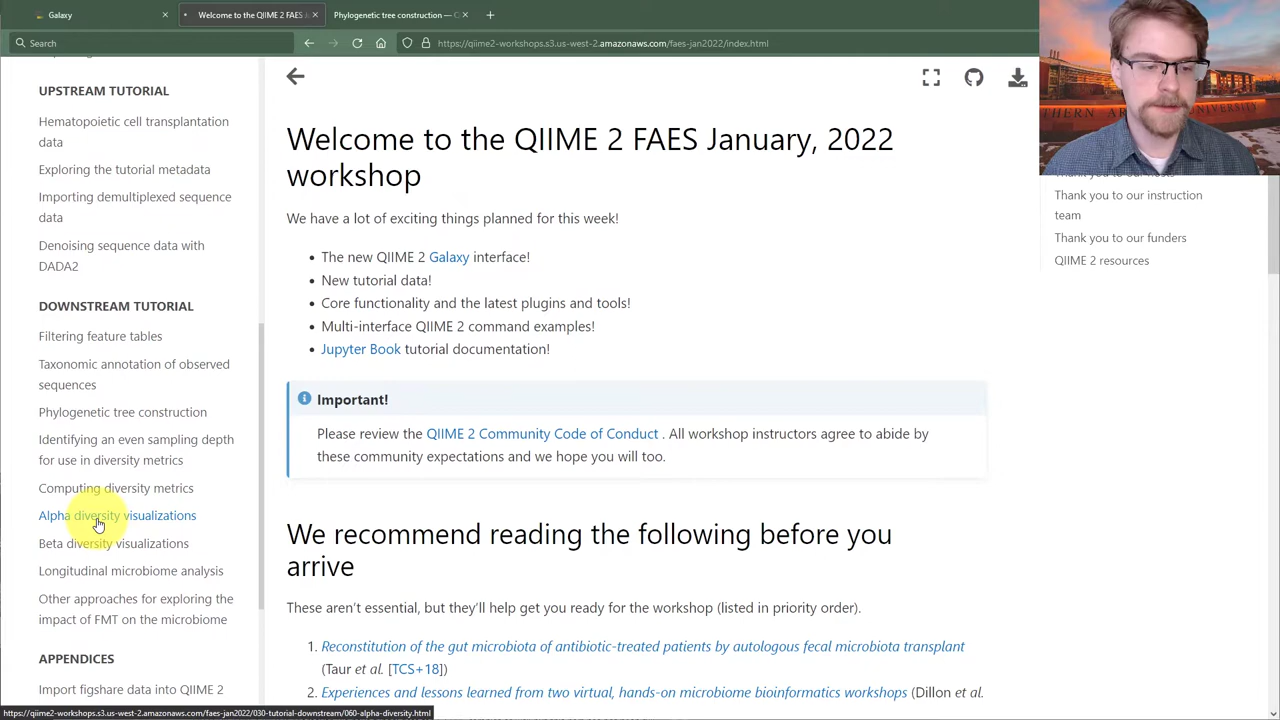 Galaxy
Welcome to the QIIME 2 FAES J
Phylogenetic tree construction — Q
Search
https://qiime2-workshops.s3.us-west-2.amazonaws.com/faes-jan2022/index.html
UPSTREAM TUTORIAL
Hematopoietic cell transplantation
data
Exploring the tutorial metadata
Importing demultiplexed sequence
data
Denoising sequence data with
DADA2
DOWNSTREAM TUTORIAL
Filtering feature tables
Taxonomic annotation of observed
sequences
Phylogenetic tree construction
Identifying an even sampling depth
for use in diversity metrics
Computing diversity metrics
Alpha diversity visualizations
Beta diversity visualizations
Longitudinal microbiome analysis
Other approaches for exploring the
impact of FMT on the microbiome
APPENDICES
Import figshare data into QIIME 2
https://qiime2-workshops.s3.us-west-2.amazonaws.com/faes-jan2022/030-tutorial-downstream/060-alpha-diversity.html
Welcome to the QIIME 2 FAES January, 2022
workshop
We have a lot of exciting things planned for this week!
• The new QIIME 2 Galaxy interface!
• New tutorial data!
• Core functionality and the latest plugins and tools!
• Multi-interface QIIME 2 command examples!
• Jupyter Book tutorial documentation!
Important!
Please review the QIIME 2 Community Code of Conduct . All workshop instructors agree to abide by
these community expectations and we hope you will too.
We recommend reading the following before you
arrive
These aren't essential, but they'll help get you ready for the workshop (listed in priority order).
1. Reconstitution of the gut microbiota of antibiotic-treated patients by autologous fecal microbiota transplant
(Taur et al. [TCS+18])
2. Experiences and lessons learned from two virtual, hands-on microbiome bioinformatics workshops (Dillon et al.
Thank you to our hosts
Thank you to our instruction
team
Thank you to our funders
QIIME 2 resources